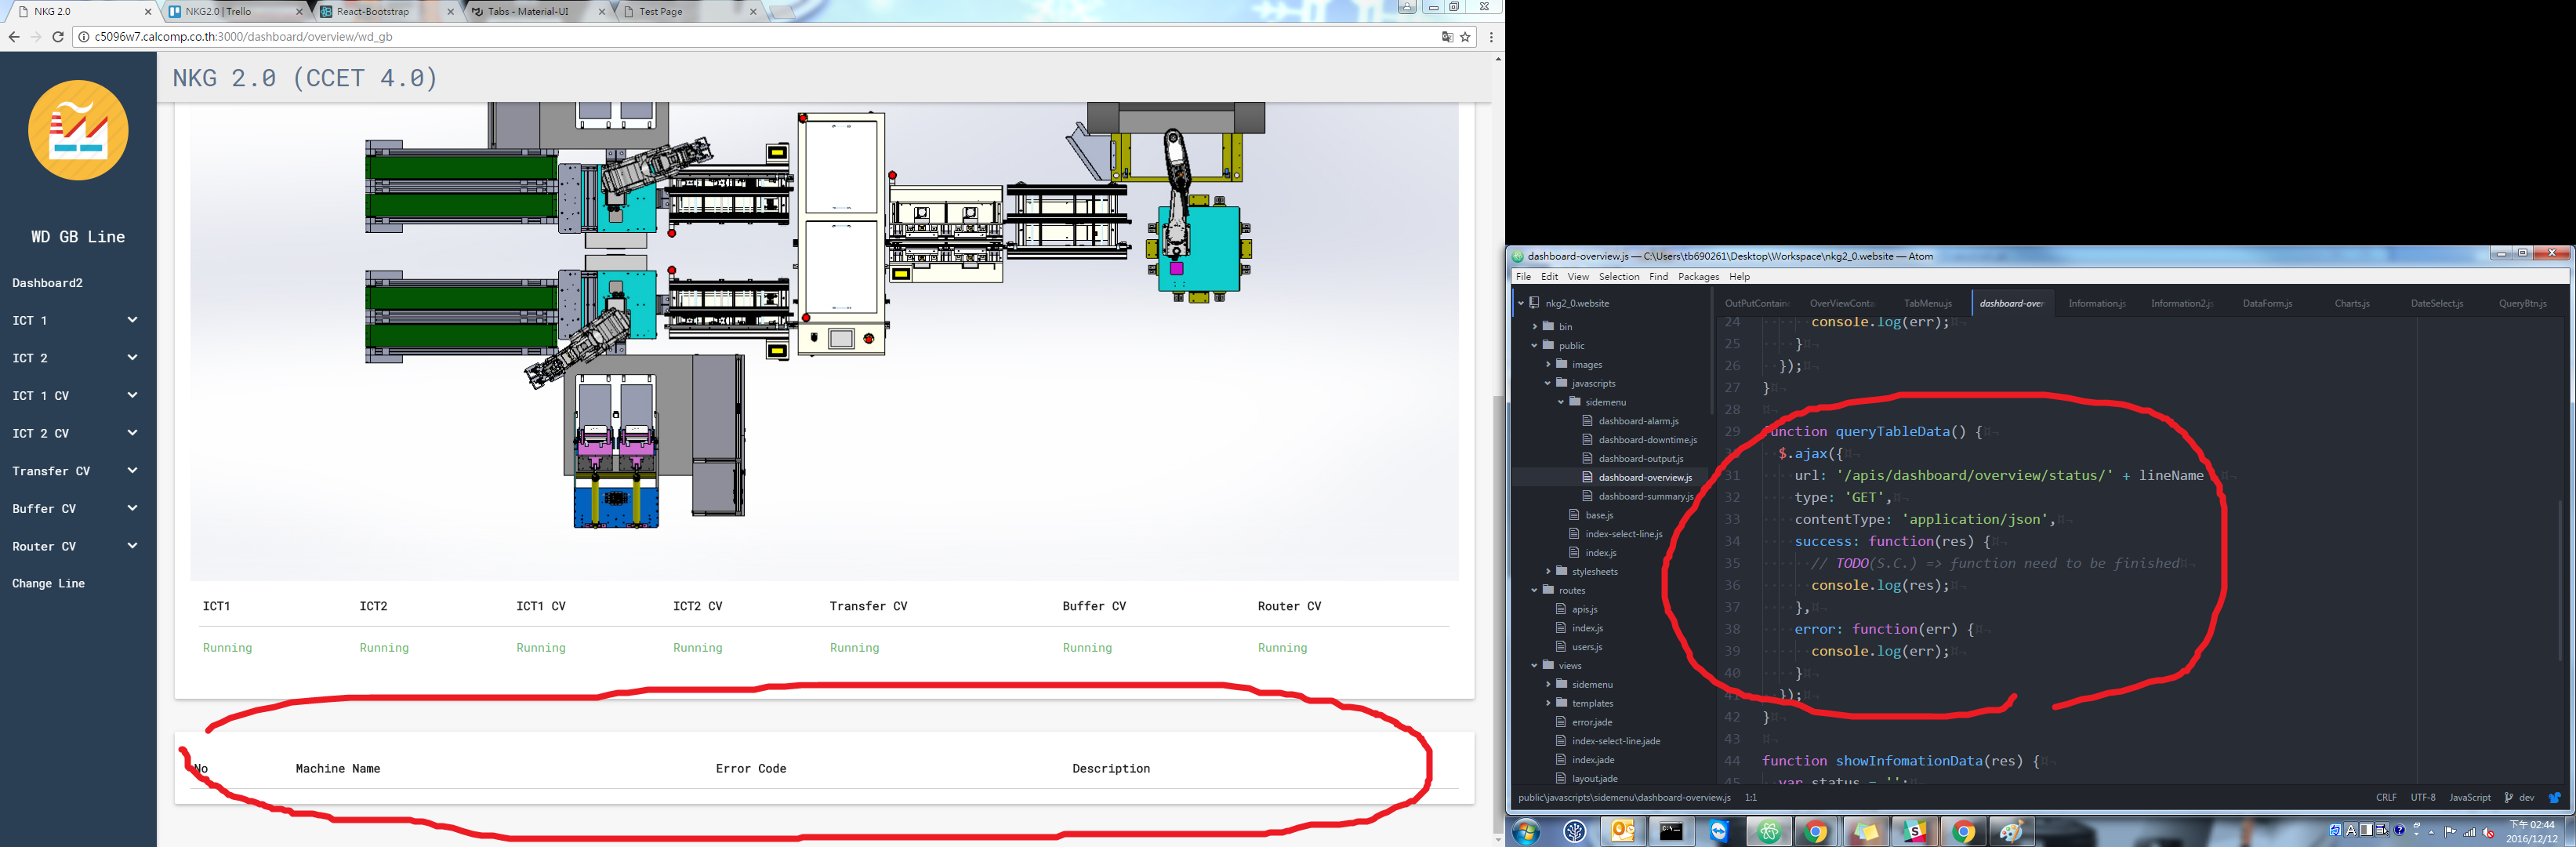 NKG 2.0
NKG2.0 | Trello
React-Bootstrap
Tabs - Material-UI
Test Page
c5096w7.calcomp.co.th:3000/dashboard/overview/wd_gb
NKG 2.0 (CCET 4.0)
WD GB Line
Dashboard2
ICT 1
ICT 2
ICT 1 CV
ICT 2 CV
Transfer CV
Buffer CV
Router CV
Change Line
ICT1 ICT2 ICT1 CV ICT2 CV Transfer CV Buffer CV Router CV
Running Running Running Running Running Running Running
No Machine Name Error Code Description
dashboard-overview.js — C:\Users\tb690261\Desktop\Workspace\nkg2_0.website — Atom
File Edit View Selection Find Packages Help
nkg2_0.website
bin
public
images
javascripts
sidemenu
dashboard-alarm.js
dashboard-downtime.js
dashboard-output.js
dashboard-overview.js
dashboard-summary.js
base.js
index-select-line.js
index.js
stylesheets
routes
apis.js
index.js
users.js
views
sidemenu
templates
error.jade
index-select-line.jade
index.jade
layout.jade
OutPutContain OverViewConta TabMenu.js dashboard-over Information.js Information2.js DataForm.js Charts.js DateSelect.js QueryBtn.js
24 console.log(err);
25 }
26 });
27 }
28
29 function queryTableData() {
$.ajax({
31 url: '/apis/dashboard/overview/status/' + lineName
32 type: 'GET',
33 contentType: 'application/json',
34 success: function(res) {
35 // TODO(S.C.) => function need to be finished
36 console.log(res);
37 },
38 error: function(err) {
39 console.log(err);
40 }
});
42 }
43
44 function showInfomationData(res) {
45 var status = '';
public\javascripts\sidemenu\dashboard-overview.js 1:1 CRLF UTF-8 JavaScript dev
下午 02:44
2016/12/12